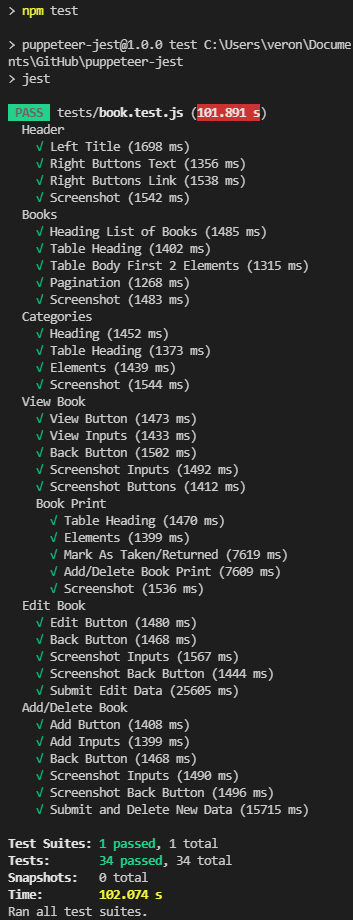 > npm test
> puppeteer-jest@1.0.0 test C:\Users\veron\Docume
nts\GitHub\puppeteer-jest
> jest
PASS tests/book.test.js (101.891 s)
Header
√ Left Title (1698 ms)
√ Right Buttons Text (1356 ms)
√ Right Buttons Link (1538 ms)
√ Screenshot (1542 ms)
Books
√ Heading List of Books (1485 ms)
√ Table Heading (1402 ms)
√ Table Body First 2 Elements (1315 ms)
√ Pagination (1268 ms)
√ Screenshot (1483 ms)
Categories
√ Heading (1452 ms)
√ Table Heading (1373 ms)
√ Elements (1439 ms)
√ Screenshot (1544 ms)
View Book
√ View Button (1473 ms)
√ View Inputs (1433 ms)
√ Back Button (1502 ms)
√ Screenshot Inputs (1492 ms)
√ Screenshot Buttons (1412 ms)
Book Print
√ Table Heading (1470 ms)
√ Elements (1399 ms)
√ Mark As Taken/Returned (7619 ms)
√ Add/Delete Book Print (7609 ms)
√ Screenshot (1536 ms)
Edit Book
√ Edit Button (1480 ms)
√ Back Button (1468 ms)
√ Screenshot Inputs (1567 ms)
√ Screenshot Back Button (1444 ms)
√ Submit Edit Data (25605 ms)
Add/Delete Book
√ Add Button (1408 ms)
√ Add Inputs (1399 ms)
√ Back Button (1468 ms)
√ Screenshot Inputs (1490 ms)
√ Screenshot Back Button (1496 ms)
√ Submit and Delete New Data (15715 ms)
Test Suites: 1 passed, 1 total
Tests: 34 passed, 34 total
Snapshots: 0 total
Time: 102.074 s
Ran all test suites.